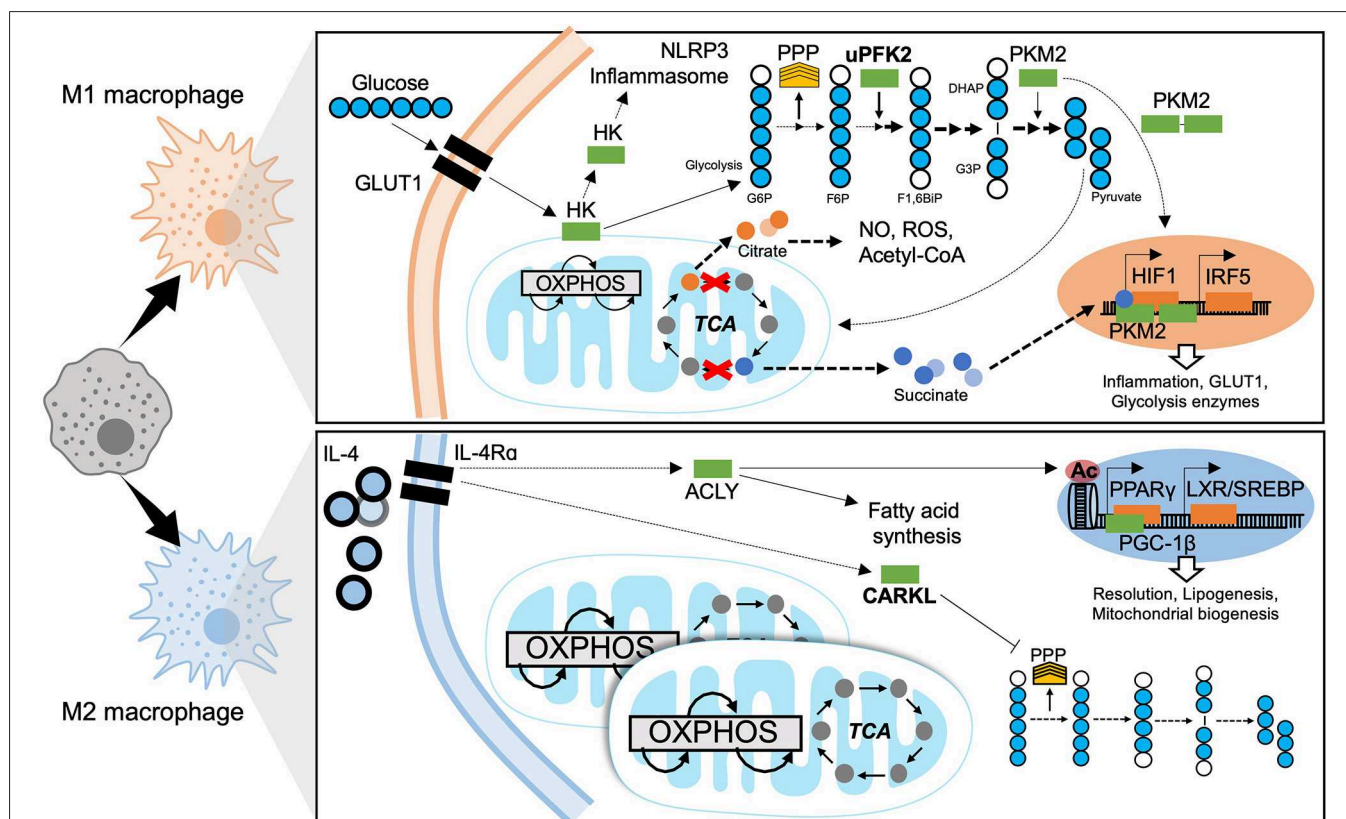 M1 macrophage
M2 macrophage
Glucose
GLUT1
NLRP3
Inflammasome
HK
HK
PPP
uPFK2
PKM2
DHAP
PKM2
Glycolysis
G3P
G6P
F6P
F1,6BiP
Pyruvate
Citrate
NO, ROS,
Acetyl-CoA
OXPHOS
TCA
Succinate
HIF1
IRF5
PKM2
Inflammation, GLUT1,
Glycolysis enzymes
IL-4
IL-4Rα
ACLY
Fatty acid
synthesis
CARKL
Ac
PPARγ
LXR/SREBP
PGC-1β
Resolution, Lipogenesis,
Mitochondrial biogenesis
PPP
OXPHOS
OXPHOS
TCA